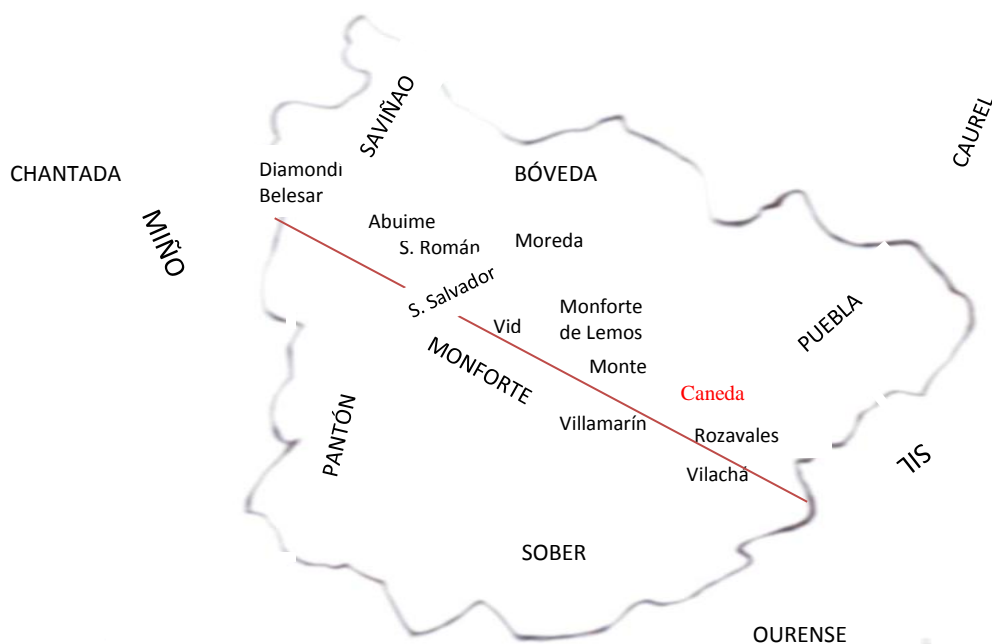 CAUREL
SAVIÑAO
CHANTADA
Diamondi
Belesar
BÓVEDA
MIÑO
Abuime
S. Román
Moreda
S. Salvador
Vid
Monforte
de Lemos
PUEBLA
MONFORTE
Monte
Caneda
PANTÓN
Villamarín
Rozavales
SIL
Vilachá
SOBER
OURENSE